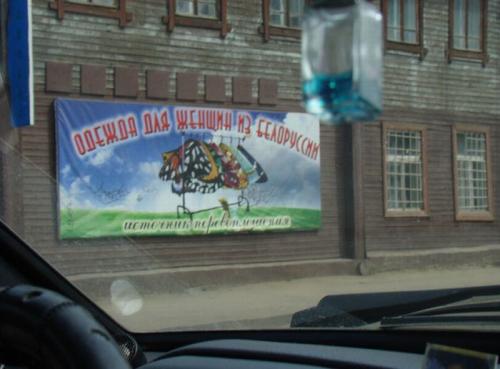 ОДЕЖДА ДЛЯ ЖЕНЩИН ИЗ БЕЛОРУССИИ
источник перевоплощения